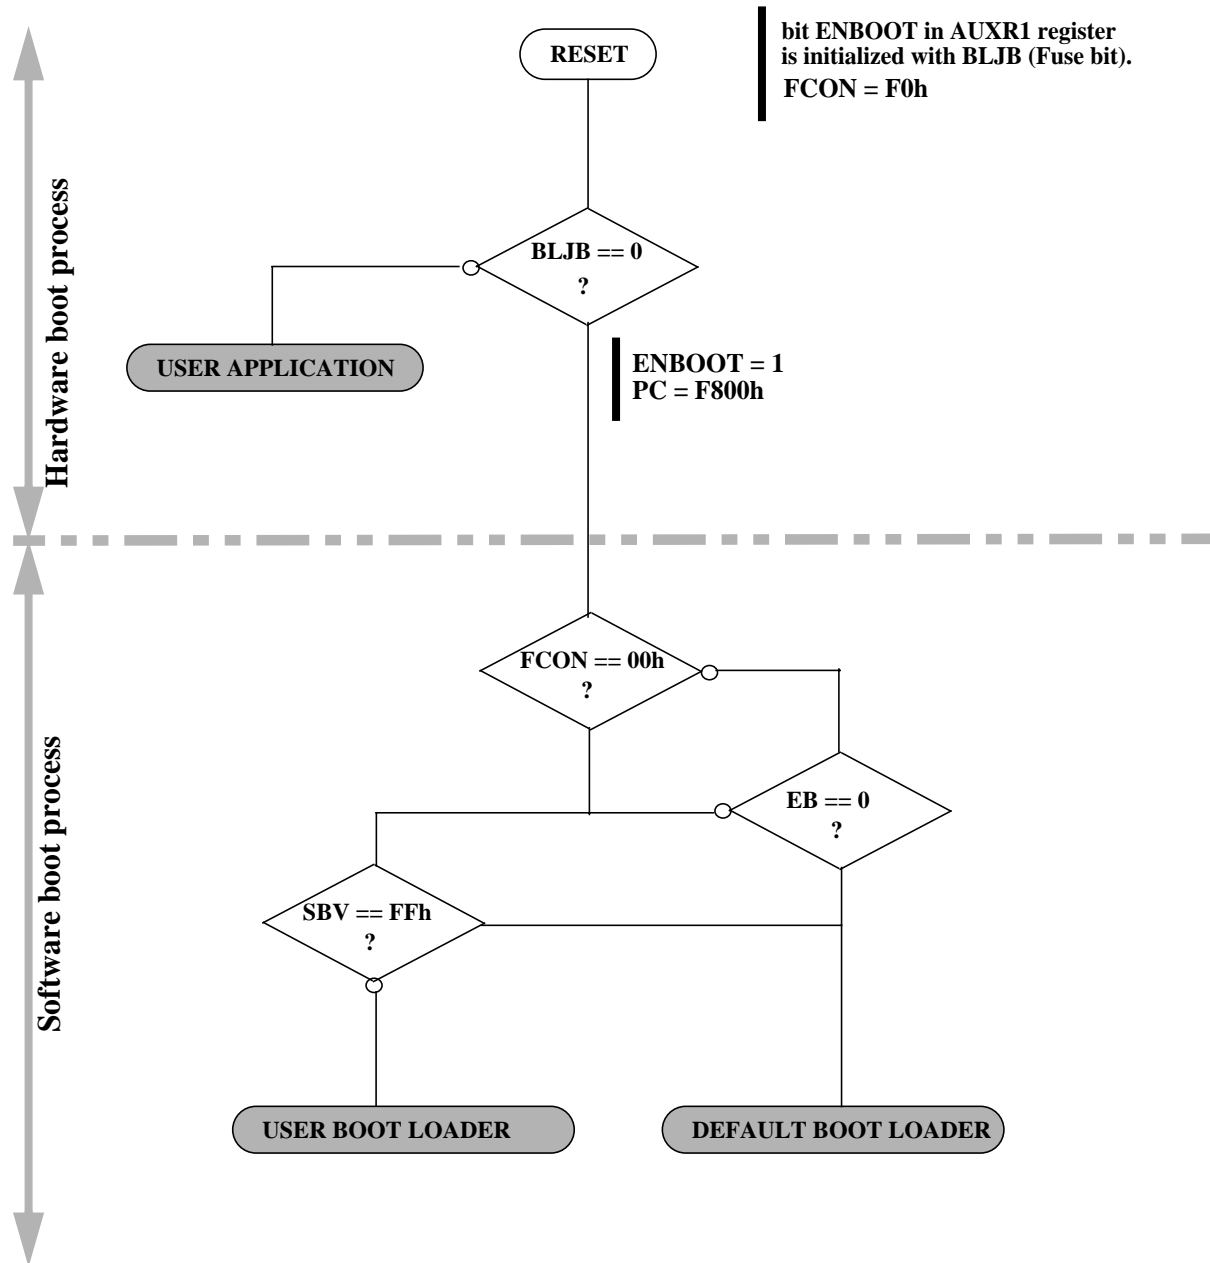 RESET
bit ENBOOT in AUXR1 register
is initialized with BLJB (Fuse bit).
FCON = F0h
Hardware boot process
BLJB == 0
?
USER APPLICATION
ENBOOT = 1
PC = F800h
Software boot process
FCON == 00h
?
EB == 0
?
SBV == FFh
?
USER BOOT LOADER
DEFAULT BOOT LOADER